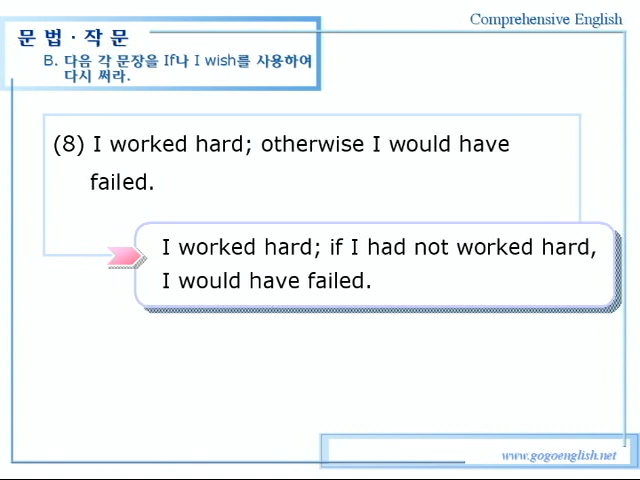 Comprehensive English
문 법 · 작 문
B. 다음 각 문장을 If나 I wish를 사용하여
다시 써라.
(8) I worked hard; otherwise I would have
failed.
I worked hard; if I had not worked hard,
I would have failed.
www.gogoenglish.net